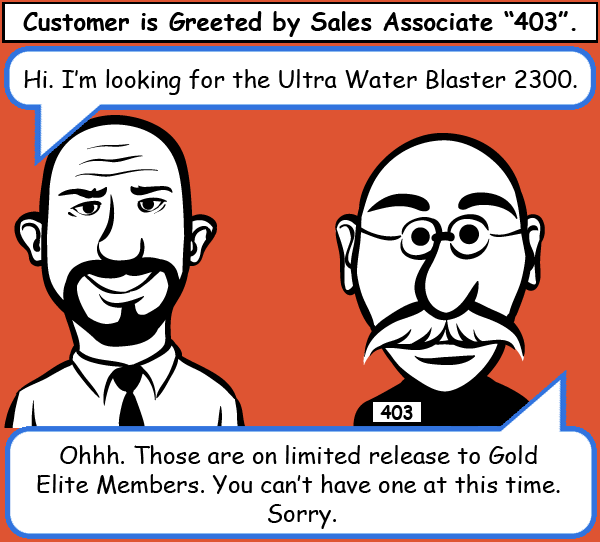 Customer is Greeted by Sales Associate “403”.
Hi. I’m looking for the Ultra Water Blaster 2300.
403
Ohhh. Those are on limited release to Gold
Elite Members. You can’t have one at this time.
Sorry.